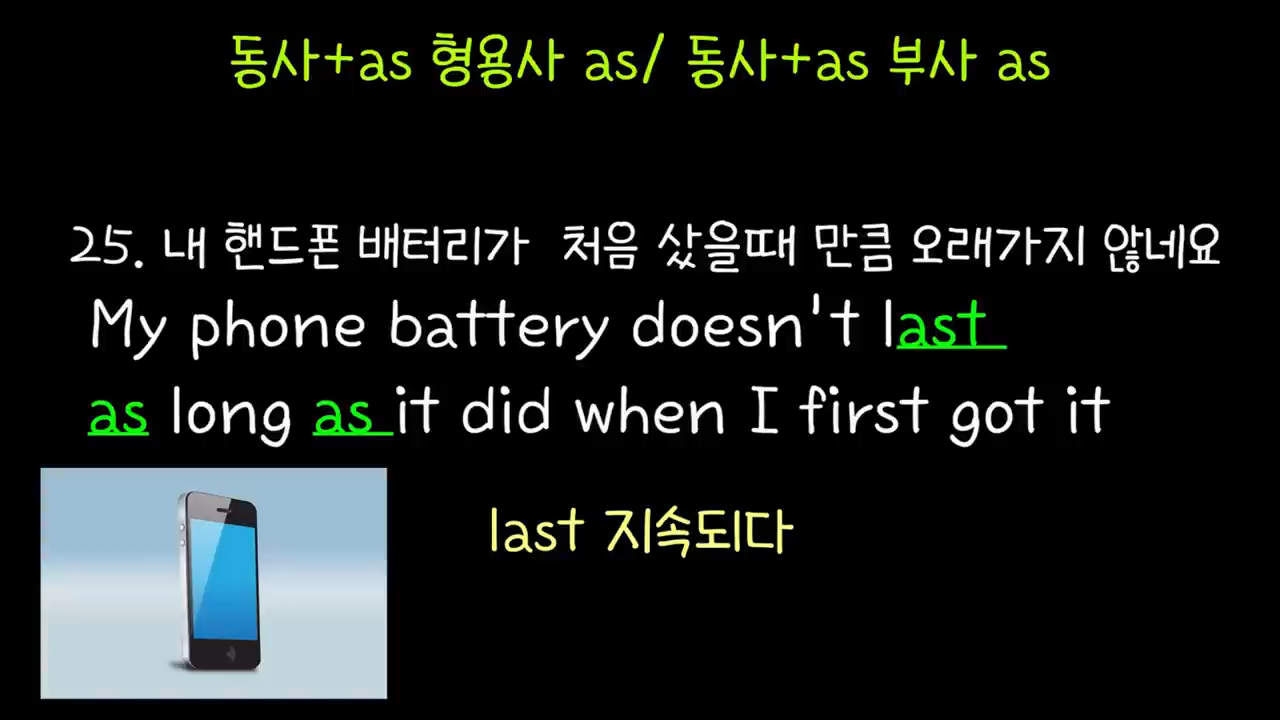 동사+as 형용사 as/ 동사+as 부사 as
25. 내 핸드폰 배터리가 처음 샀을때 만큼 오래가지 않네요
My phone battery doesn't last
as long as it did when I first got it
last 지속되다